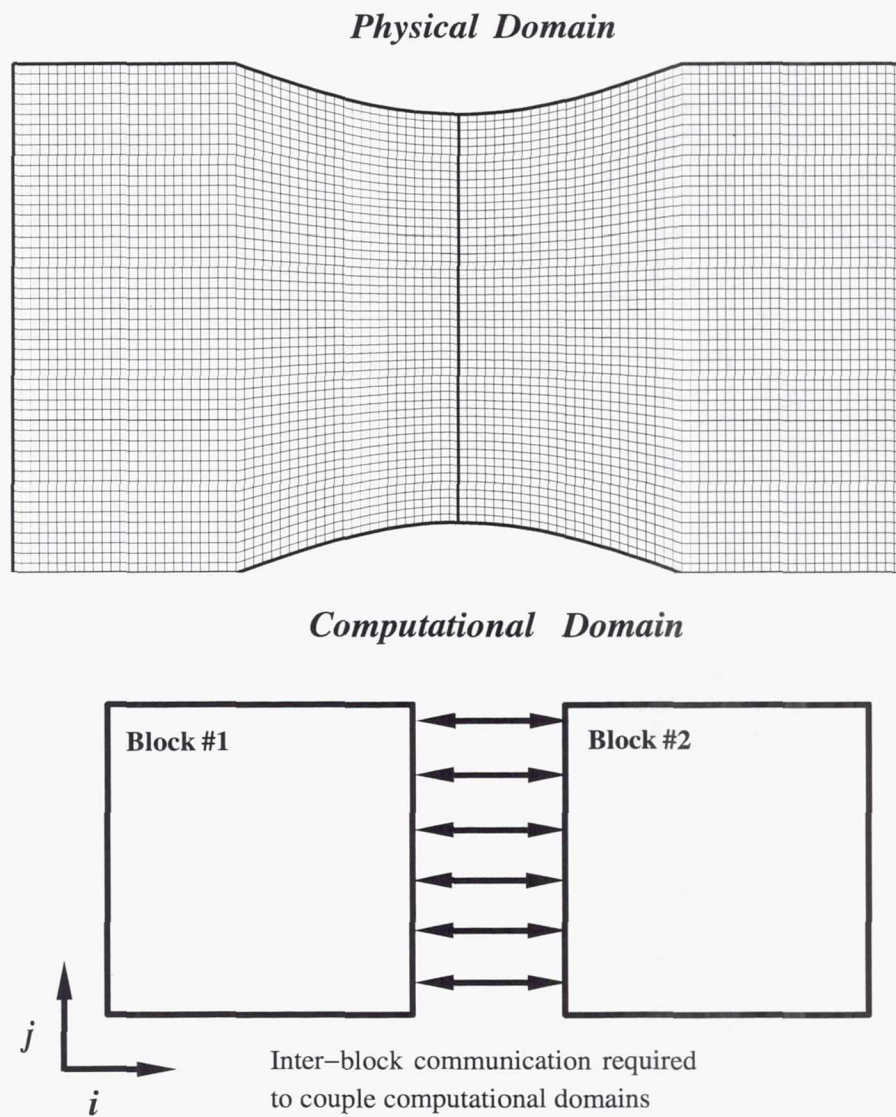 Physical Domain
Computational Domain
Block #1
Block #2
j
i
Inter–block communication required
to couple computational domains